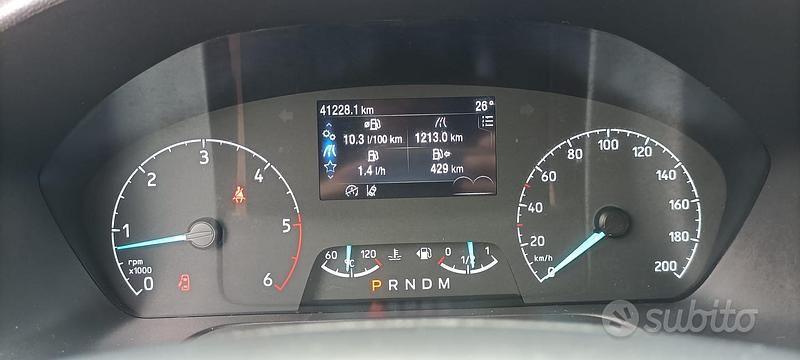 41228.1 km 26°
10.3 l/100 km 1213.0 km
1.4 l/h 429 km
0 1 2 3 4 5 6
rpm
x1000
60 120
°C
0 1/2 1
P R N D M
0 20 40 60 80 100 120 140 160 180 200
km/h
subito